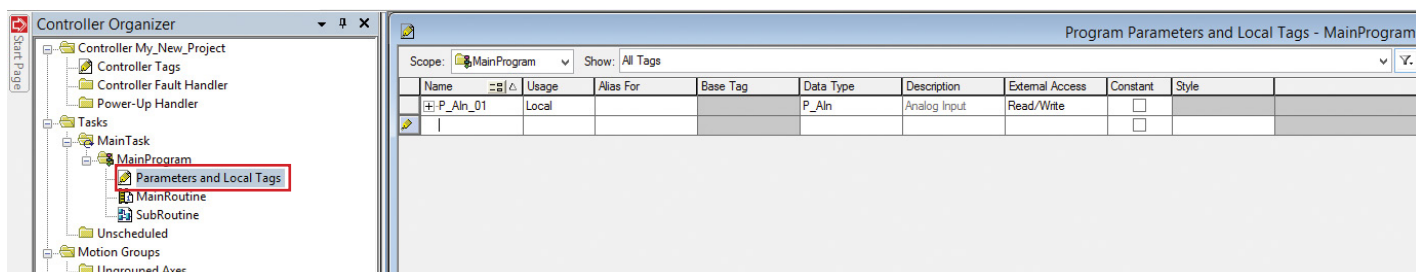 Start Page
Controller Organizer
Controller My_New_Project
Controller Tags
Controller Fault Handler
Power-Up Handler
Tasks
MainTask
MainProgram
Parameters and Local Tags
MainRoutine
SubRoutine
Unscheduled
Motion Groups
Ungrouped Axes
Program Parameters and Local Tags - MainProgram
Scope: MainProgram Show: All Tags
Name Usage Alias For Base Tag Data Type Description External Access Constant Style
P_AIn_01 Local P_AIn Analog Input Read/Write